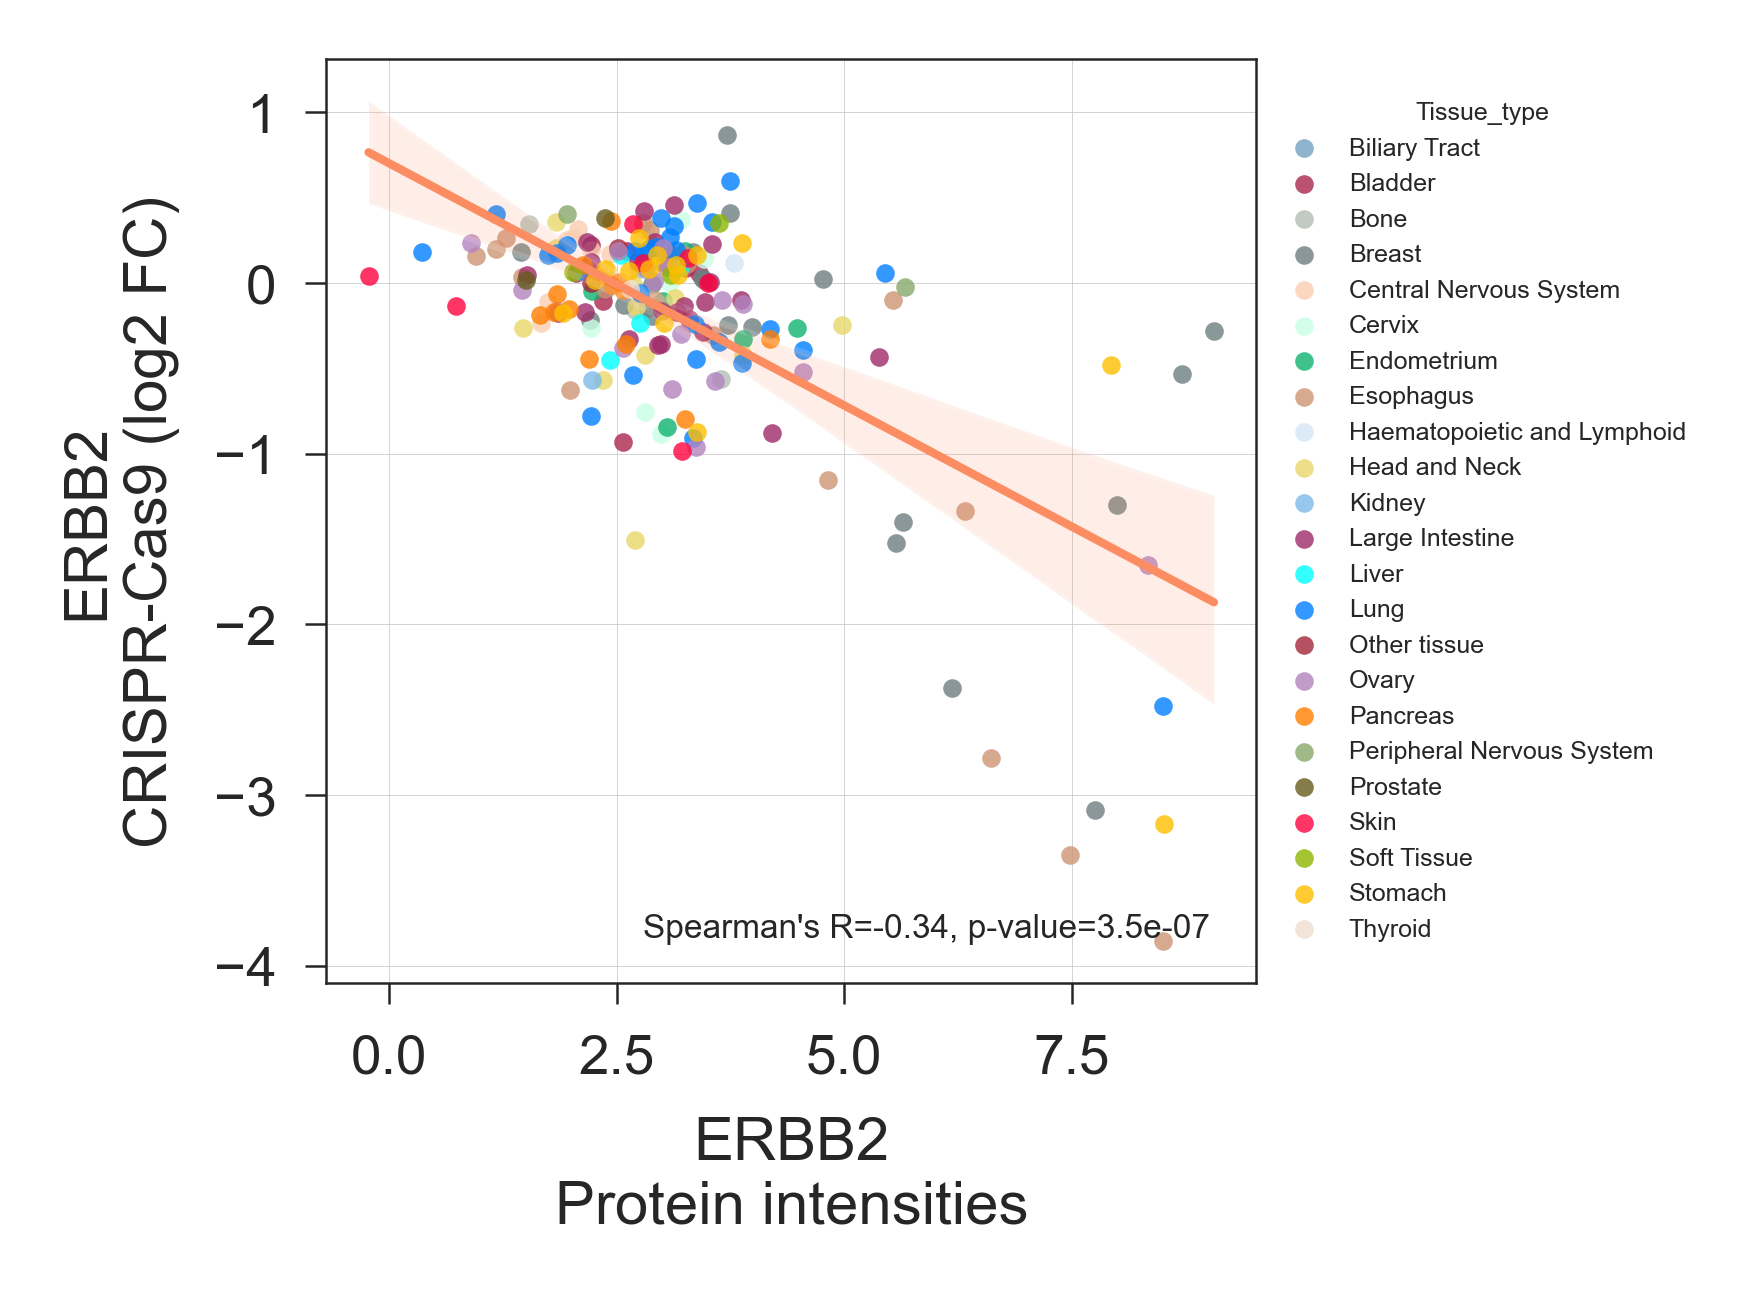 ERBB2
CRISPR-Cas9 (log2 FC)
1
0
−1
−2
−3
−4
Spearman's R=-0.34, p-value=3.5e-07
0.0 2.5 5.0 7.5
ERBB2
Protein intensities
Tissue_type
Biliary Tract
Bladder
Bone
Breast
Central Nervous System
Cervix
Endometrium
Esophagus
Haematopoietic and Lymphoid
Head and Neck
Kidney
Large Intestine
Liver
Lung
Other tissue
Ovary
Pancreas
Peripheral Nervous System
Prostate
Skin
Soft Tissue
Stomach
Thyroid